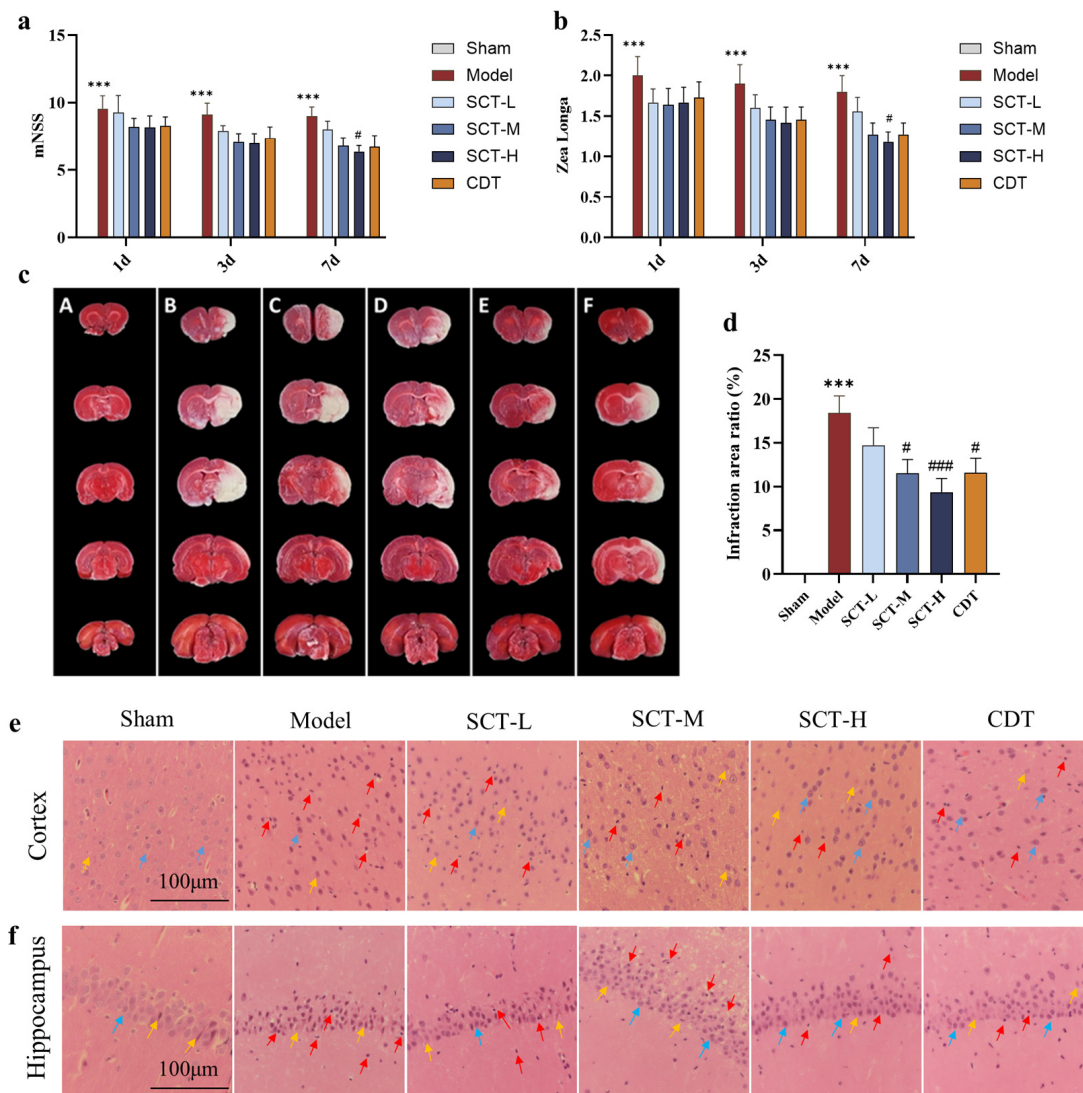 a
mNSS
15
10
5
0
***
***
***
#
1d
3d
7d
Sham
Model
SCT-L
SCT-M
SCT-H
CDT
b
Zea Longa
2.5
2.0
1.5
1.0
0.5
0.0
***
***
***
#
1d
3d
7d
Sham
Model
SCT-L
SCT-M
SCT-H
CDT
c
A
B
C
D
E
F
d
Infraction area ratio (%)
25
20
15
10
5
0
***
#
###
#
Sham
Model
SCT-L
SCT-M
SCT-H
CDT
e
Sham
Model
SCT-L
SCT-M
SCT-H
CDT
Cortex
100μm
f
Hippocampus
100μm